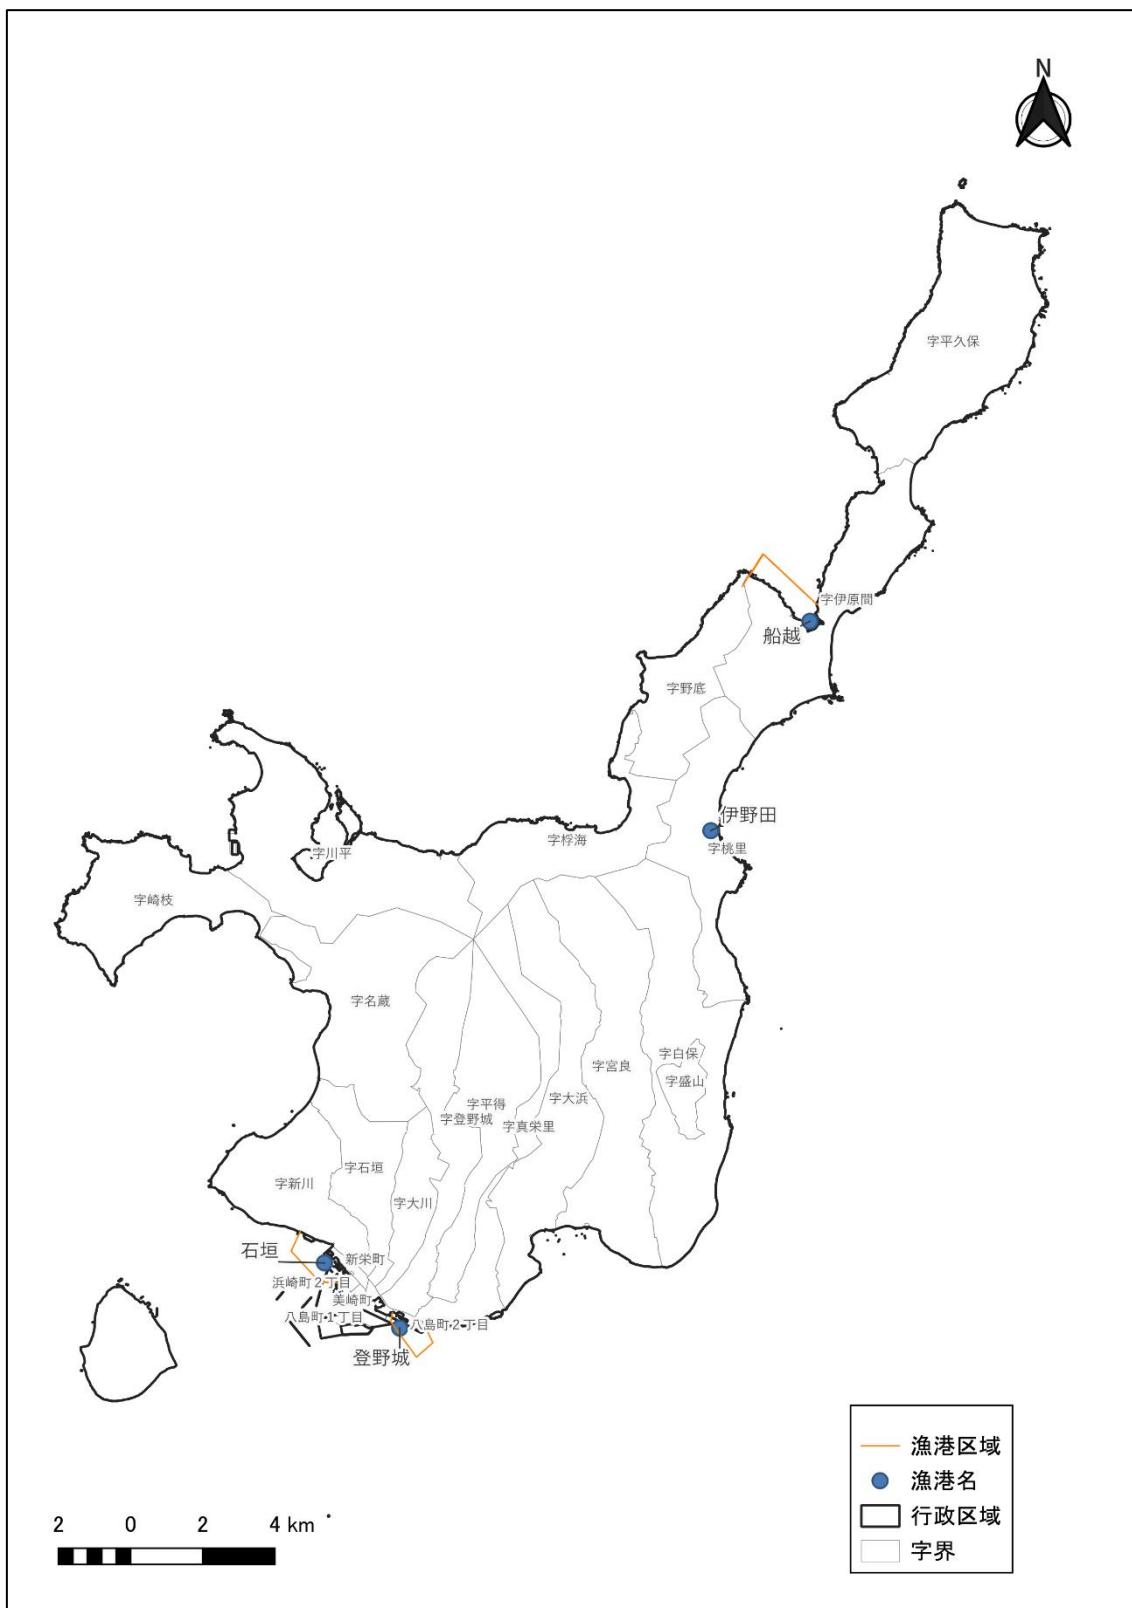 N
字平久保
字伊原間
船越
字野底
伊野田
字桴海
字桃里
字川平
字崎枝
字名蔵
字白保
字宮良
字盛山
字大浜
字平得
字登野城
字真栄里
字石垣
字新川
字大川
石垣
新栄町
浜崎町2丁目
美崎町
八島町1丁目
八島町2丁目
登野城
漁港区域
漁港名
行政区域
字界
2 0 2 4 km